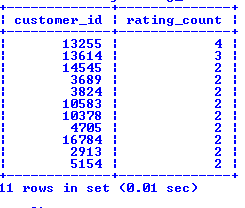 customer_id | rating_count |
13255 | 4 |
13614 | 3 |
14545 | 2 |
3689 | 2 |
3824 | 2 |
10583 | 2 |
10378 | 2 |
4705 | 2 |
16784 | 2 |
2913 | 2 |
5154 | 2 |
11 rows in set (0.01 sec)